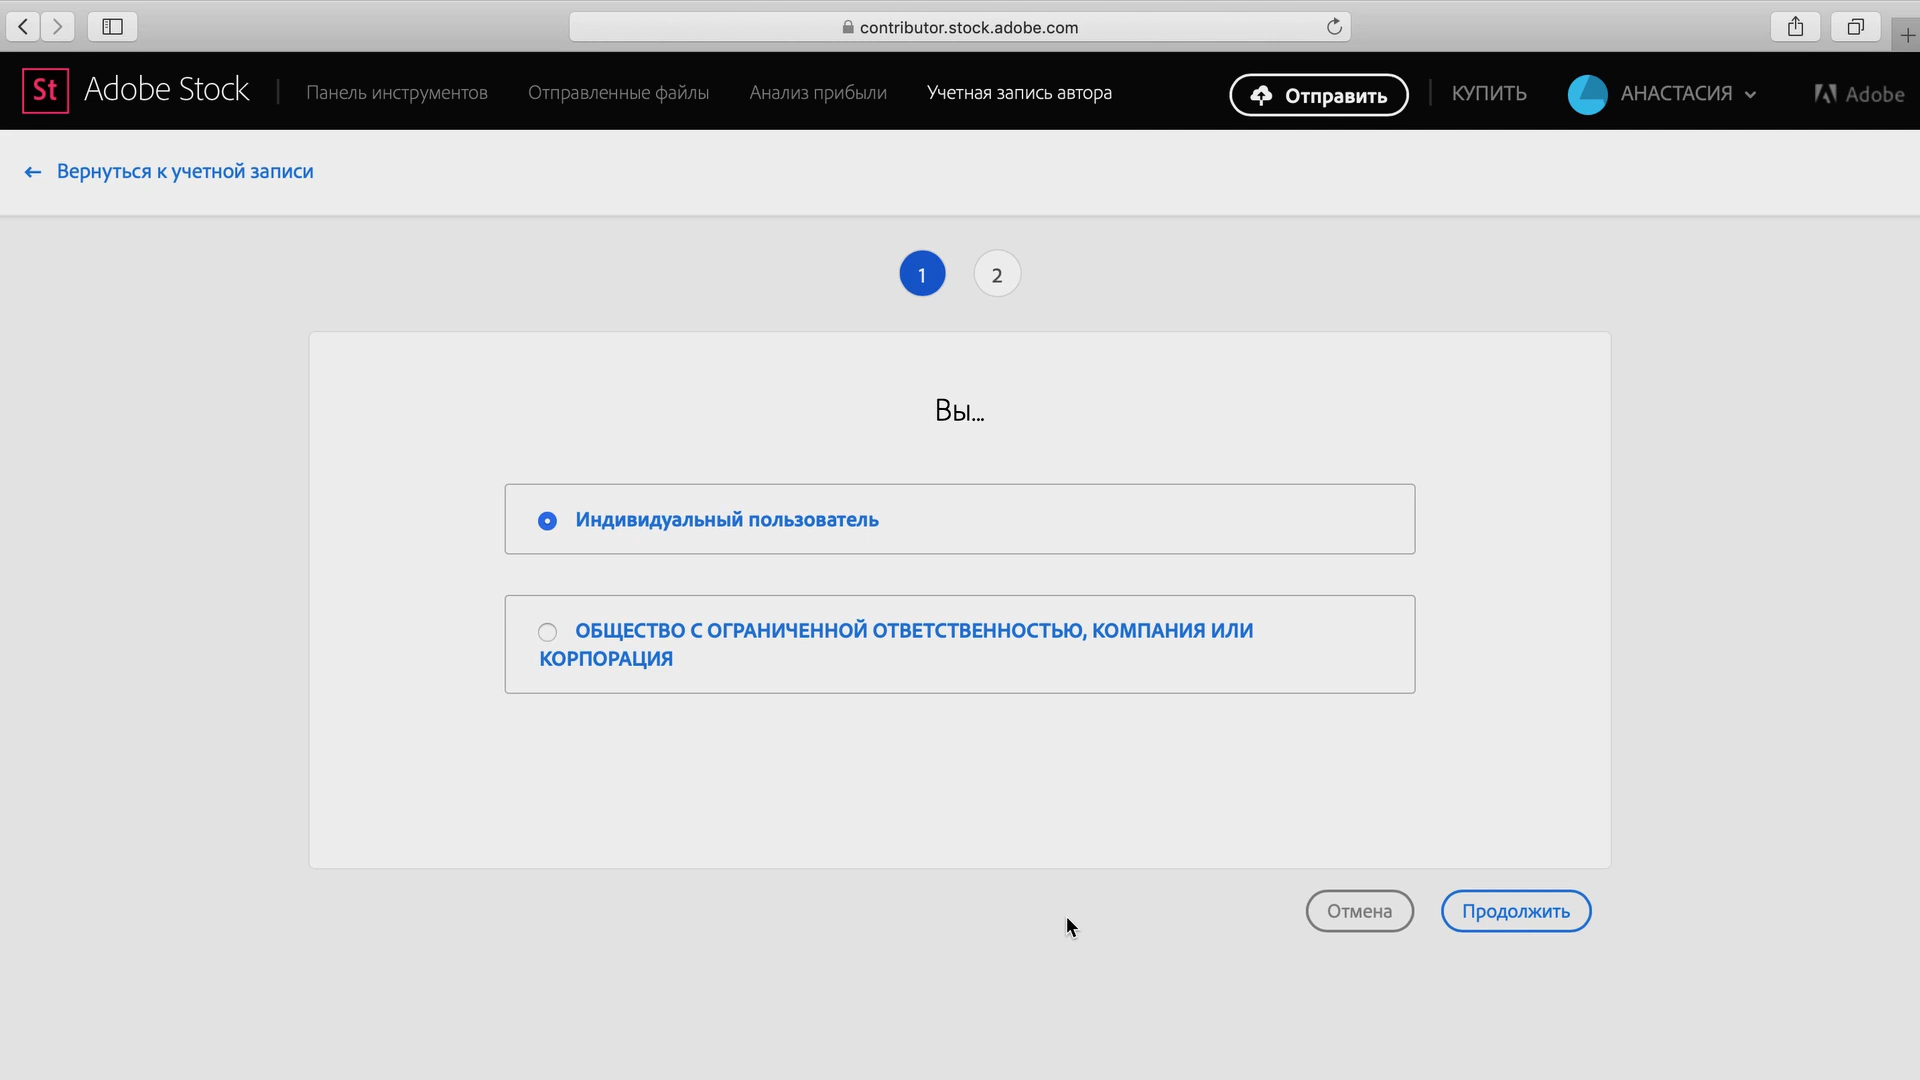 contributor.stock.adobe.com
St Adobe Stock Панель инструментов Отправленные файлы Анализ прибыли Учетная запись автора Отправить КУПИТЬ АНАСТАСИЯ Adobe
← Вернуться к учетной записи
1 2
Вы...
Индивидуальный пользователь
ОБЩЕСТВО С ОГРАНИЧЕННОЙ ОТВЕТСТВЕННОСТЬЮ, КОМПАНИЯ ИЛИ
КОРПОРАЦИЯ
Отмена Продолжить